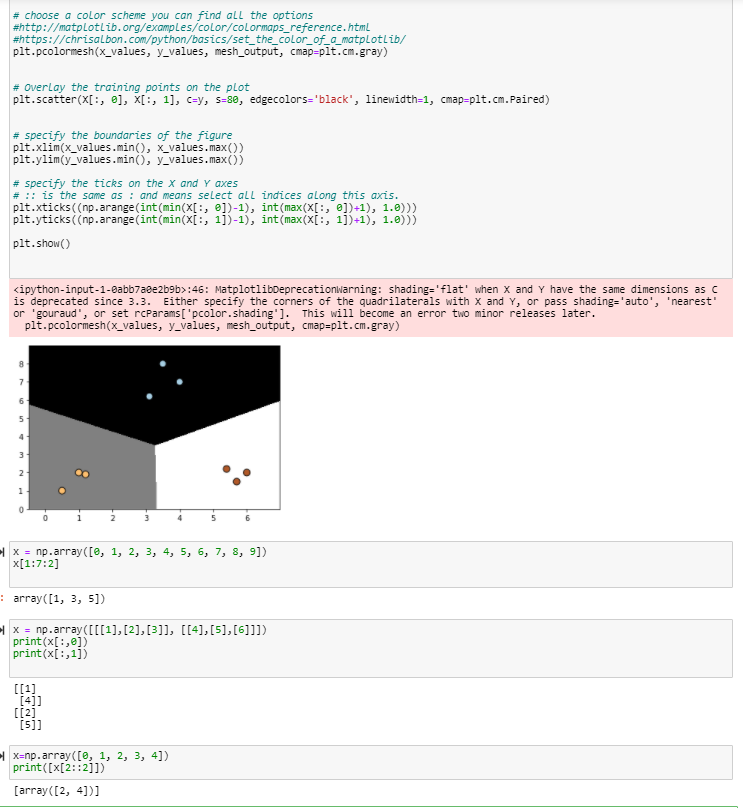 # choose a color scheme you can find all the options
#http://matplotlib.org/examples/color/colormaps_reference.html
#https://chrisalbon.com/python/basics/set_the_color_of_a_matplotlib/
plt.pcolormesh(x_values, y_values, mesh_output, cmap=plt.cm.gray)
# Overlay the training points on the plot
plt.scatter(X[:, 0], X[:, 1], c=y, s=80, edgecolors='black', linewidth=1, cmap=plt.cm.Paired)
# specify the boundaries of the figure
plt.xlim(x_values.min(), x_values.max())
plt.ylim(y_values.min(), y_values.max())
# specify the ticks on the X and Y axes
# :: is the same as : and means select all indices along this axis.
plt.xticks((np.arange(int(min(X[:, 0])-1), int(max(X[:, 0])+1), 1.0)))
plt.yticks((np.arange(int(min(X[:, 1])-1), int(max(X[:, 1])+1), 1.0)))
plt.show()
<ipython-input-1-0abb7a0e2b9b>:46: MatplotlibDeprecationWarning: shading='flat' when X and Y have the same dimensions as C
is deprecated since 3.3.  Either specify the corners of the quadrilaterals with X and Y, or pass shading='auto', 'nearest'
or 'gouraud', or set rcParams['pcolor.shading'].  This will become an error two minor releases later.
  plt.pcolormesh(x_values, y_values, mesh_output, cmap=plt.cm.gray)
8
7
6
5
4
3
2
1
0
0 1 2 3 4 5 6
x = np.array([0, 1, 2, 3, 4, 5, 6, 7, 8, 9])
x[1:7:2]
: array([1, 3, 5])
x = np.array([[[1],[2],[3]], [[4],[5],[6]]])
print(x[:,0])
print(x[:,1])
[[1]
 [4]]
[[2]
 [5]]
x=np.array([0, 1, 2, 3, 4])
print([x[2::2]])
[array([2, 4])]